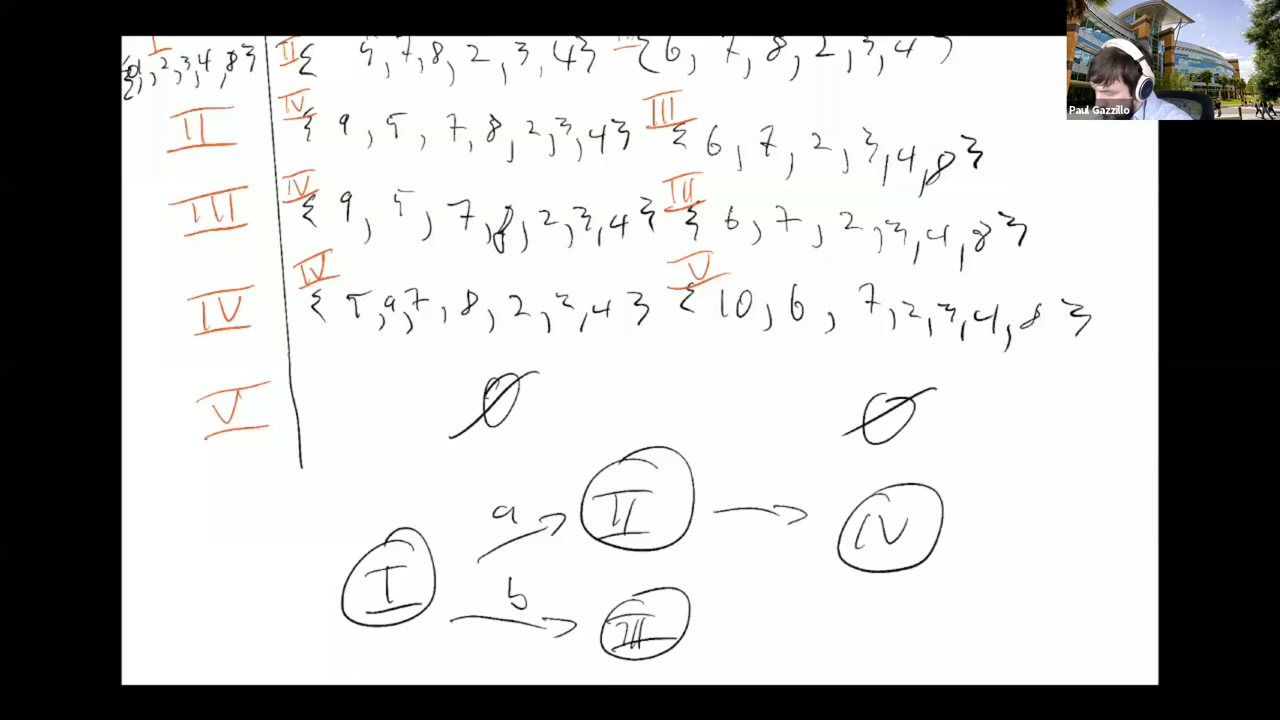 I
{1,2,3,4,8} II { 5,7,8,2,3,4} III {6,7,8,2,3,4}
Paul Gazzillo
II IV { 9,5,7,8,2,3,4} III { 6,7,2,3,4,8}
III IV { 9,5,7,8,2,3,4} III { 6,7,2,3,4,8}
IV IV { 5,9,7,8,2,3,4} V { 10,6,7,2,3,4,8}
V ∅ ∅
a II → IV
I
b III